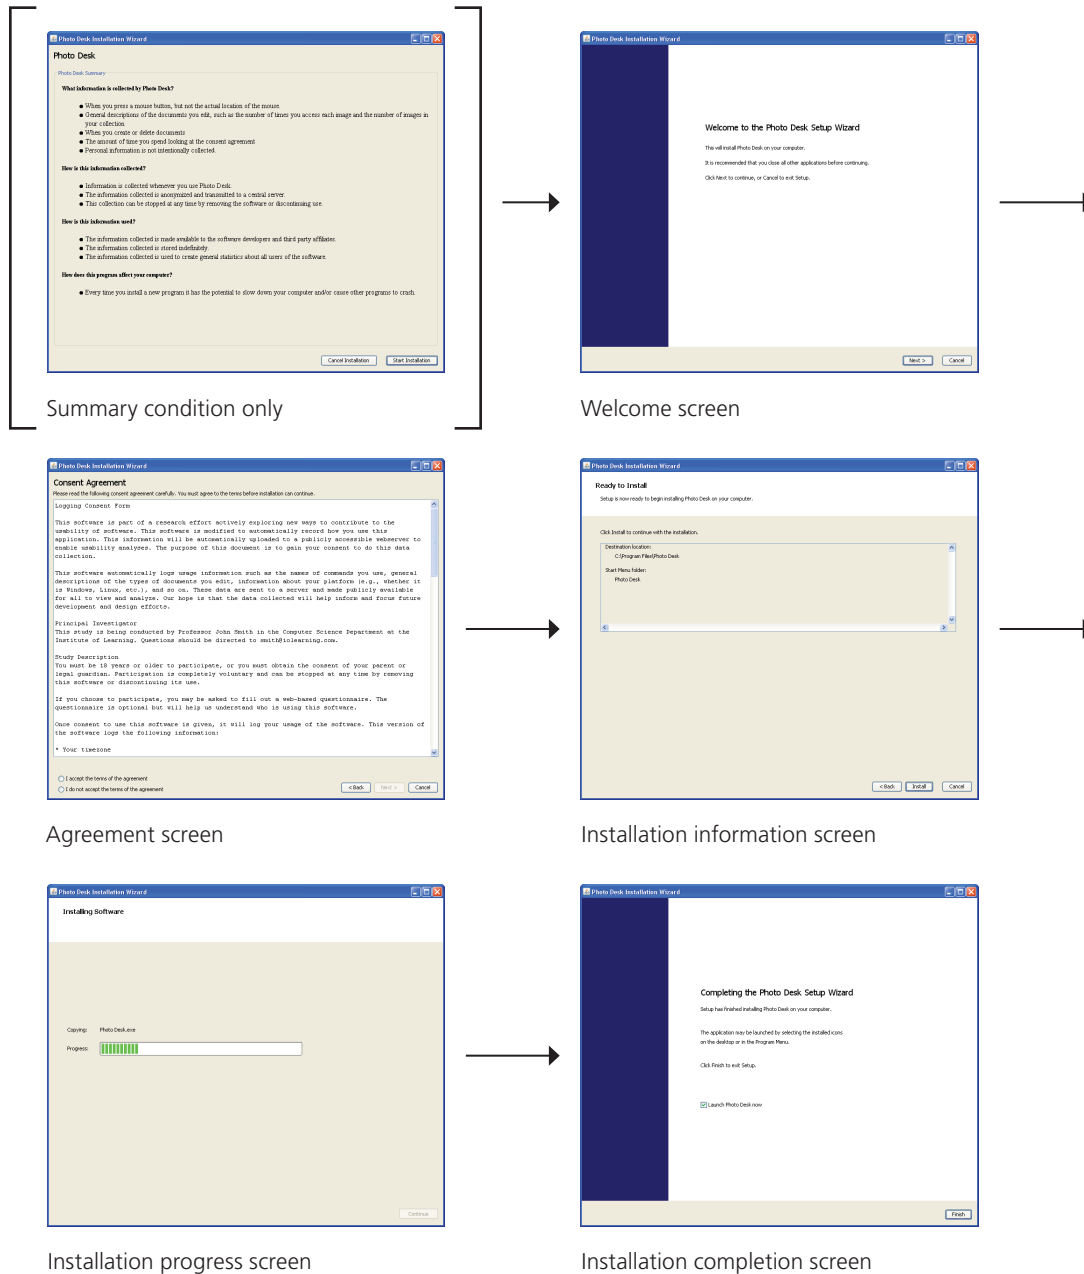 Photo Desk Installation Wizard
Photo Desk
Photo Desk Summary
What information is collected by Photo Desk?
● When you press a mouse button, but not the actual location of the mouse.
● General descriptions of the documents you edit, such as the number of times you access each image and the number of images in
your collection
● When you create or delete documents
● The amount of time you spend looking at the consent agreement
● Personal information is not intentionally collected.
How is this information collected?
● Information is collected whenever you use Photo Desk.
● The information collected is anonymized and transmitted to a central server.
● This collection can be stopped at any time by removing the software or discontinuing use.
How is this information used?
● The information collected is made available to the software developers and third party affiliates.
● The information collected is stored indefinitely.
● The information collected is used to create general statistics about all users of the software.
How does this program affect your computer?
● Every time you install a new program it has the potential to slow down your computer and/or cause other programs to crash.
Cancel Installation Start Installation
Summary condition only
Photo Desk Installation Wizard
Welcome to the Photo Desk Setup Wizard
This will install Photo Desk on your computer.
It is recommended that you close all other applications before continuing.
Click Next to continue, or Cancel to exit Setup.
Next > Cancel
Welcome screen
Photo Desk Installation Wizard
Consent Agreement
Please read the following consent agreement carefully. You must agree to the terms before installation can continue.
Logging Consent Form
This software is part of a research effort actively exploring new ways to contribute to the
usability of software. This software is modified to automatically record how you use this
application. This information will be automatically uploaded to a publicly accessible webserver to
enable usability analyses. The purpose of this document is to gain your consent to do this data
collection.
This software automatically logs usage information such as the names of commands you use, general
descriptions of the types of documents you edit, information about your platform (e.g., whether it
is Windows, Linux, etc.), and so on. These data are sent to a server and made publicly available
for all to view and analyze. Our hope is that the data collected will help inform and focus future
development and design efforts.
Principal Investigator
This study is being conducted by Professor John Smith in the Computer Science Department at the
Institute of Learning. Questions should be directed to smith@iolearning.com.
Study Description
You must be 18 years or older to participate, or you must obtain the consent of your parent or
legal guardian. Participation is completely voluntary and can be stopped at any time by removing
this software or discontinuing its use.
If you choose to participate, you may be asked to fill out a web-based questionnaire. The
questionnaire is optional but will help us understand who is using this software.
Once consent to use this software is given, it will log your usage of the software. This version of
the software logs the following information:
* Your timezone
I accept the terms of the agreement
I do not accept the terms of the agreement
< Back Next > Cancel
Agreement screen
Photo Desk Installation Wizard
Ready to Install
Setup is now ready to begin installing Photo Desk on your computer.
Click Install to continue with the installation.
Destination location:
C:\Program Files\Photo Desk
Start Menu folder:
Photo Desk
< Back Install Cancel
Installation information screen
Photo Desk Installation Wizard
Installing Software
Copying: Photo Desk.exe
Progress:
Continue
Installation progress screen
Photo Desk Installation Wizard
Completing the Photo Desk Setup Wizard
Setup has finished installing Photo Desk on your computer.
The application may be launched by selecting the installed icons
on the desktop or in the Program Menu.
Click Finish to exit Setup.
Launch Photo Desk now
Finish
Installation completion screen